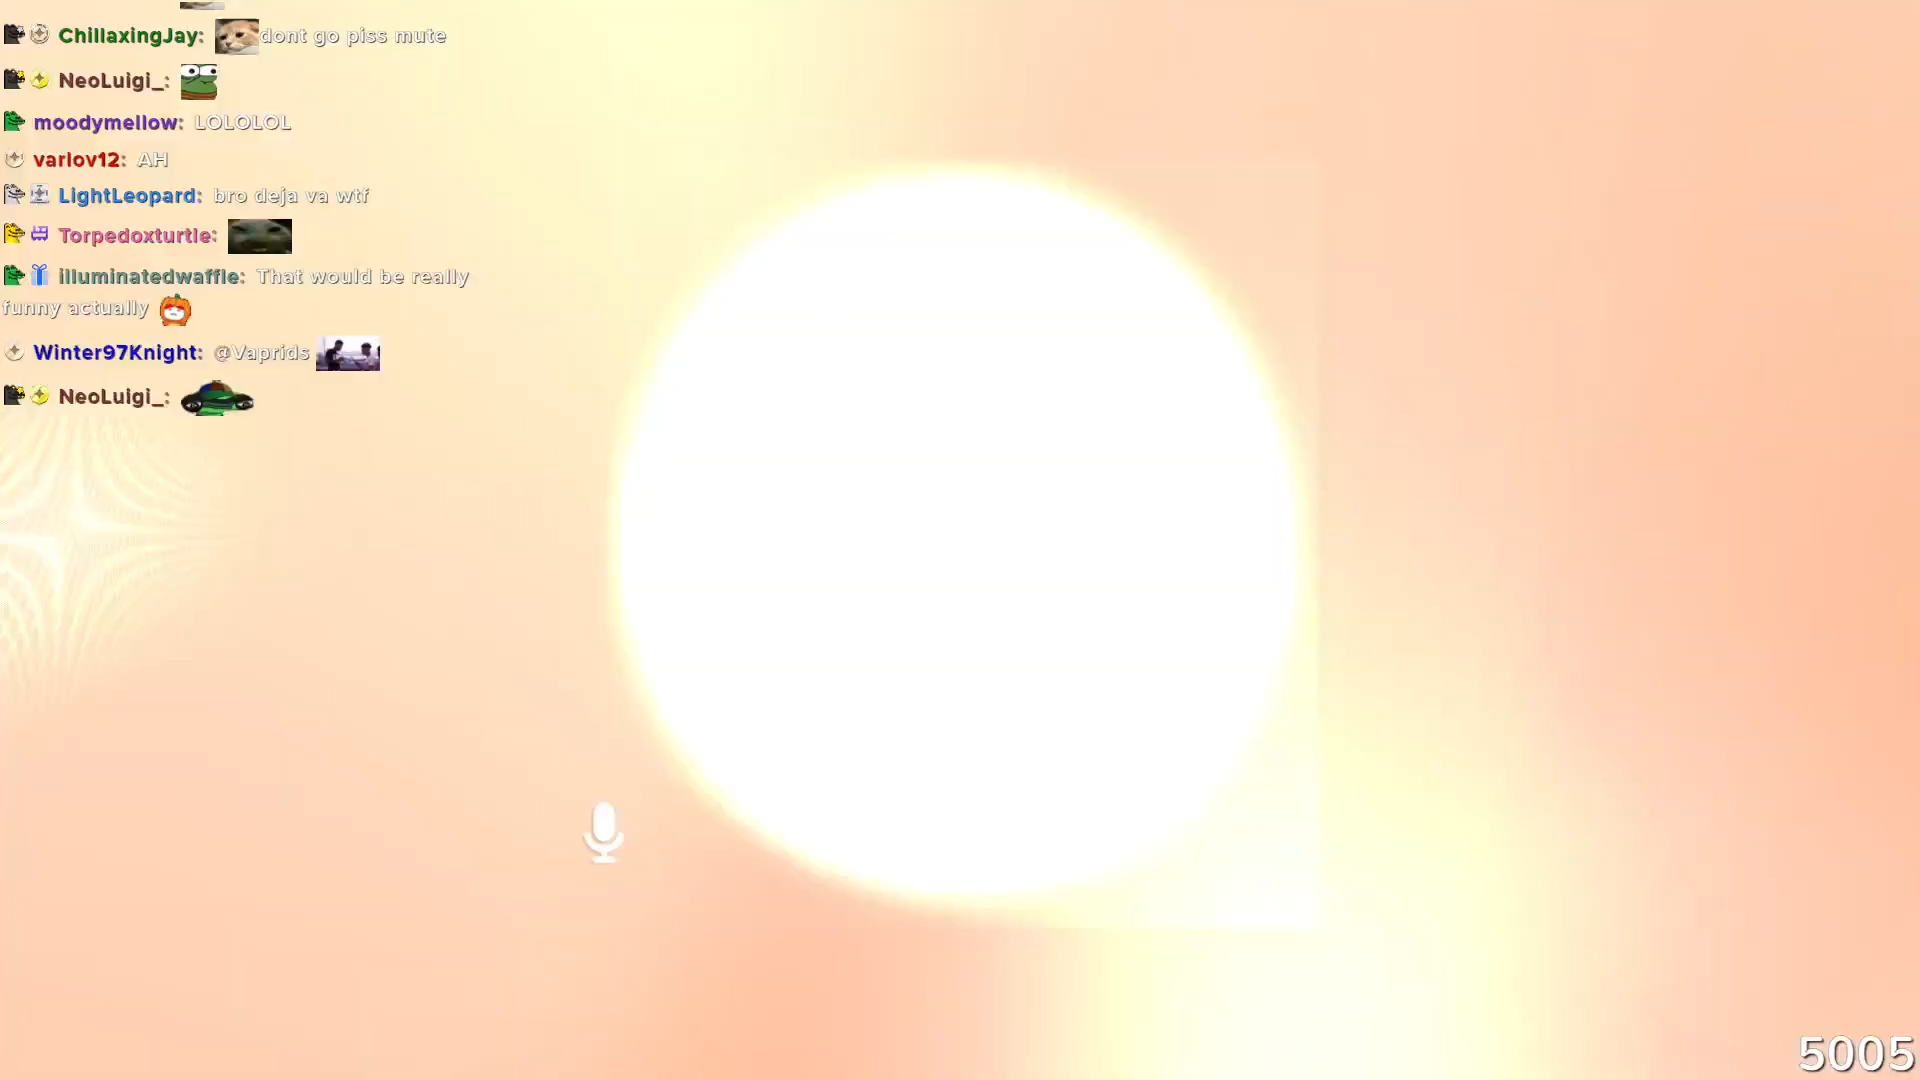 ChillaxingJay: dont go piss mute
NeoLuigi_:
moodymellow: LOLOLOL
varlov12: AH
LightLeopard: bro deja va wtf
Torpedoxturtle:
illuminatedwaffle: That would be really
funny actually
Winter97Knight: @Vaprids
NeoLuigi_:
5005